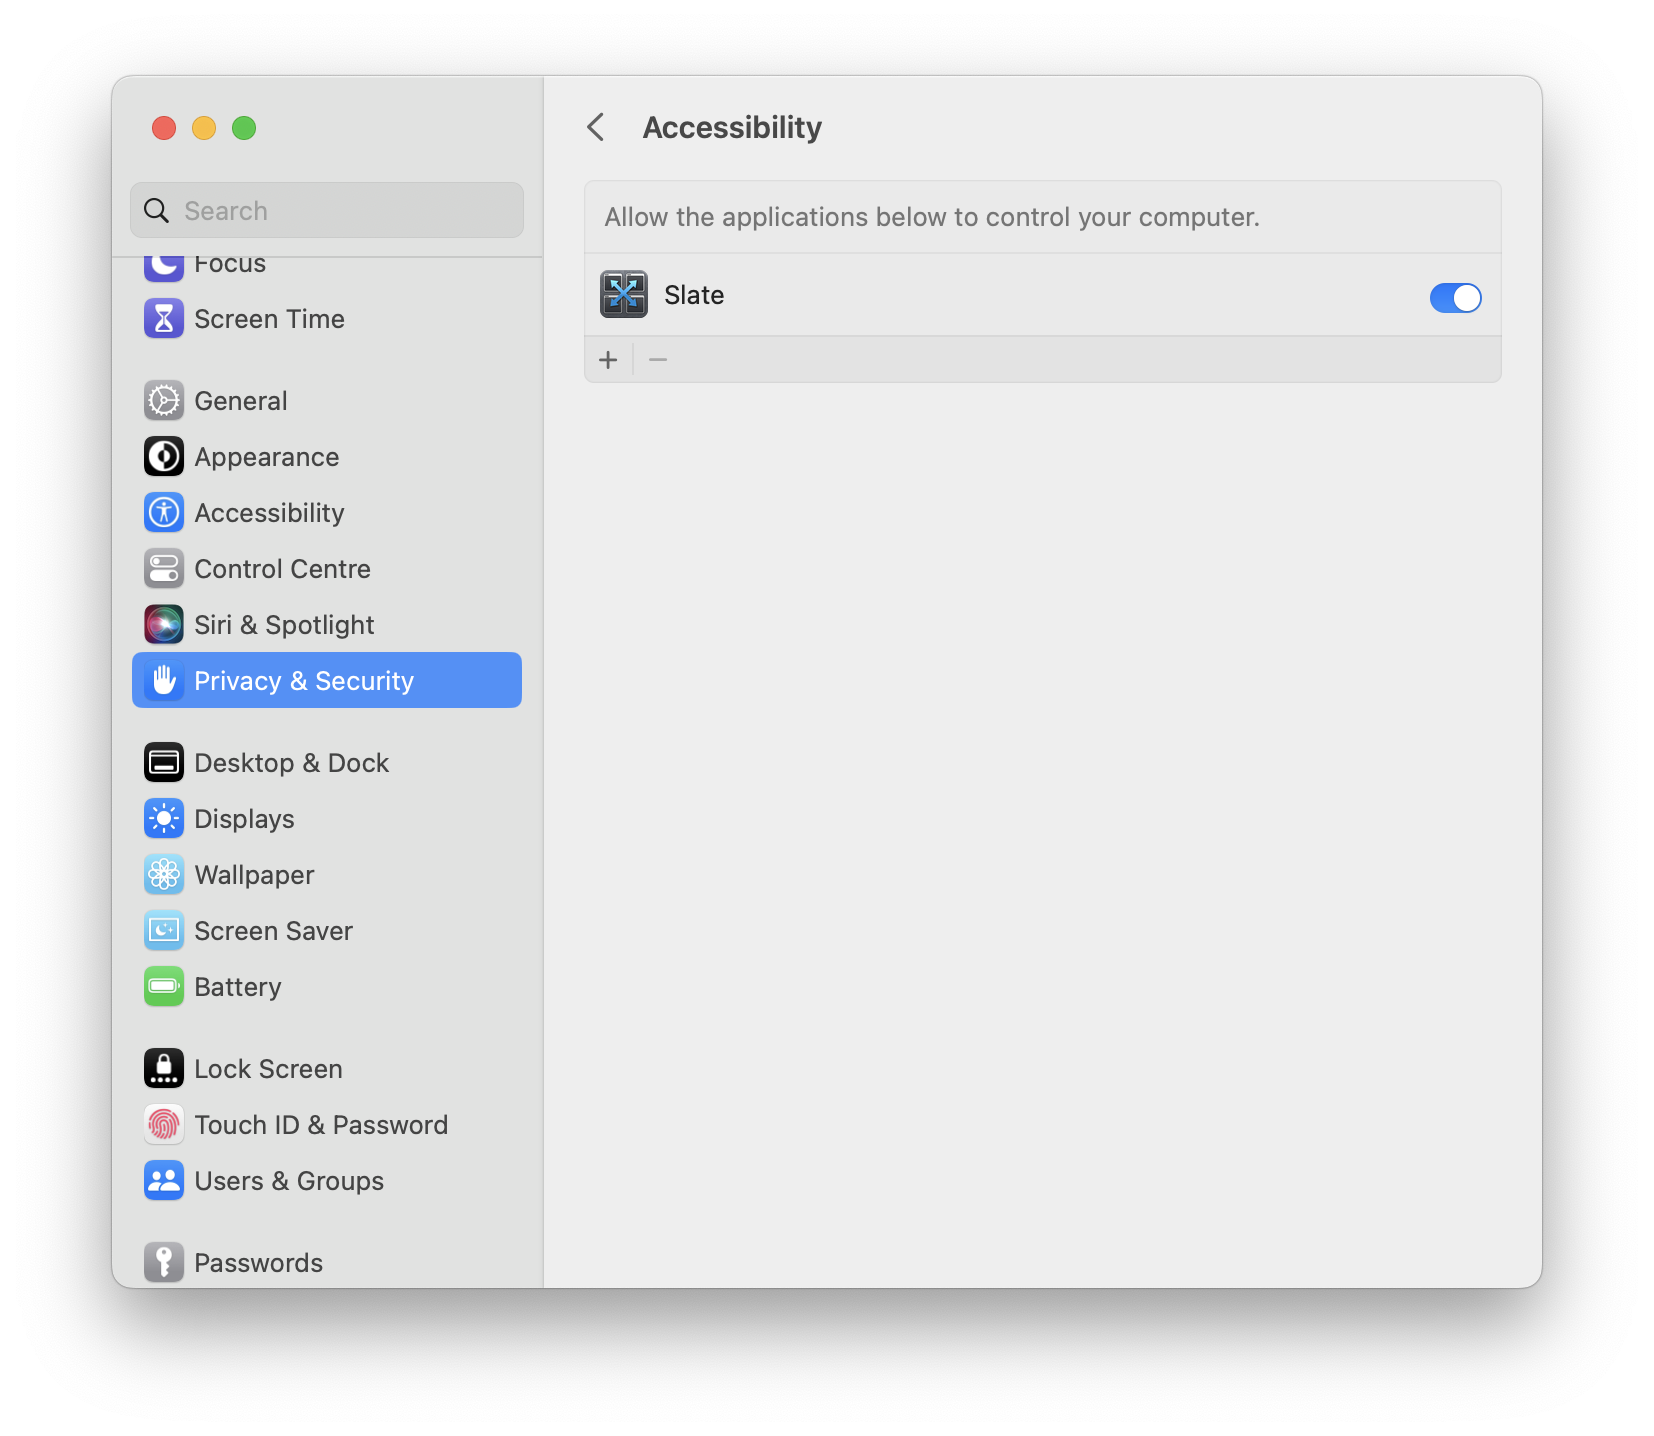 Search
Focus
Screen Time
General
Appearance
Accessibility
Control Centre
Siri & Spotlight
Privacy & Security
Desktop & Dock
Displays
Wallpaper
Screen Saver
Battery
Lock Screen
Touch ID & Password
Users & Groups
Passwords
Accessibility
Allow the applications below to control your computer.
Slate